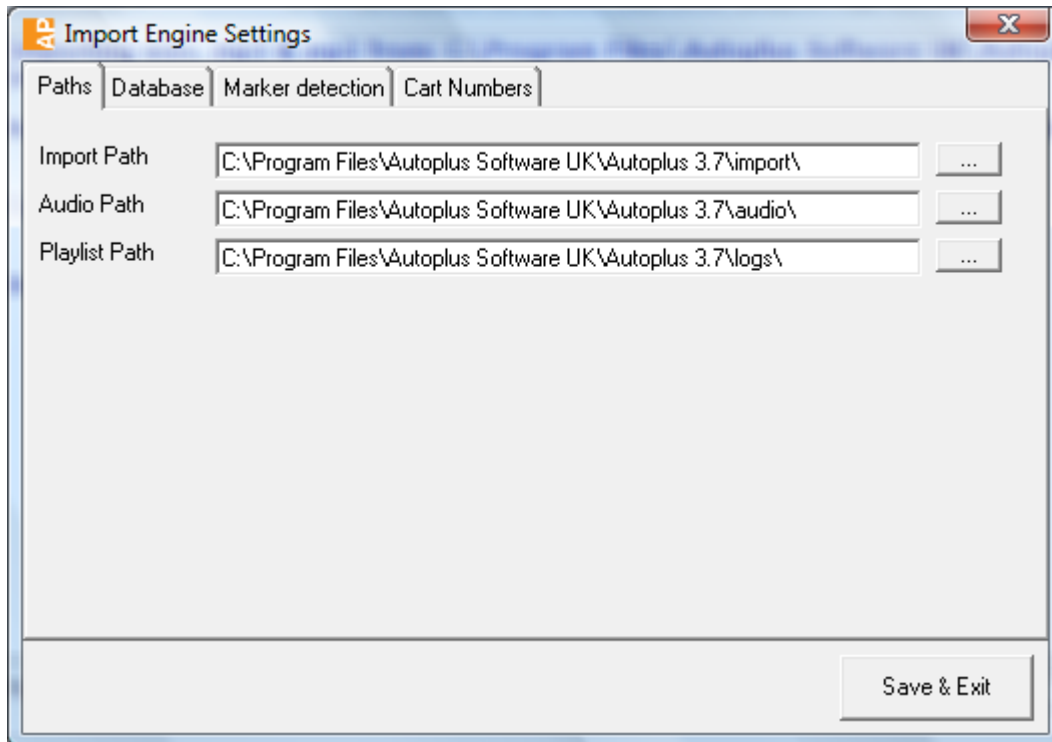 AP Import Engine Settings
Paths Database Marker detection Cart Numbers
Import Path C:\Program Files\Autoplus Software UK\Autoplus 3.7\import\ ...
Audio Path C:\Program Files\Autoplus Software UK\Autoplus 3.7\audio\ ...
Playlist Path C:\Program Files\Autoplus Software UK\Autoplus 3.7\logs\ ...
Save & Exit